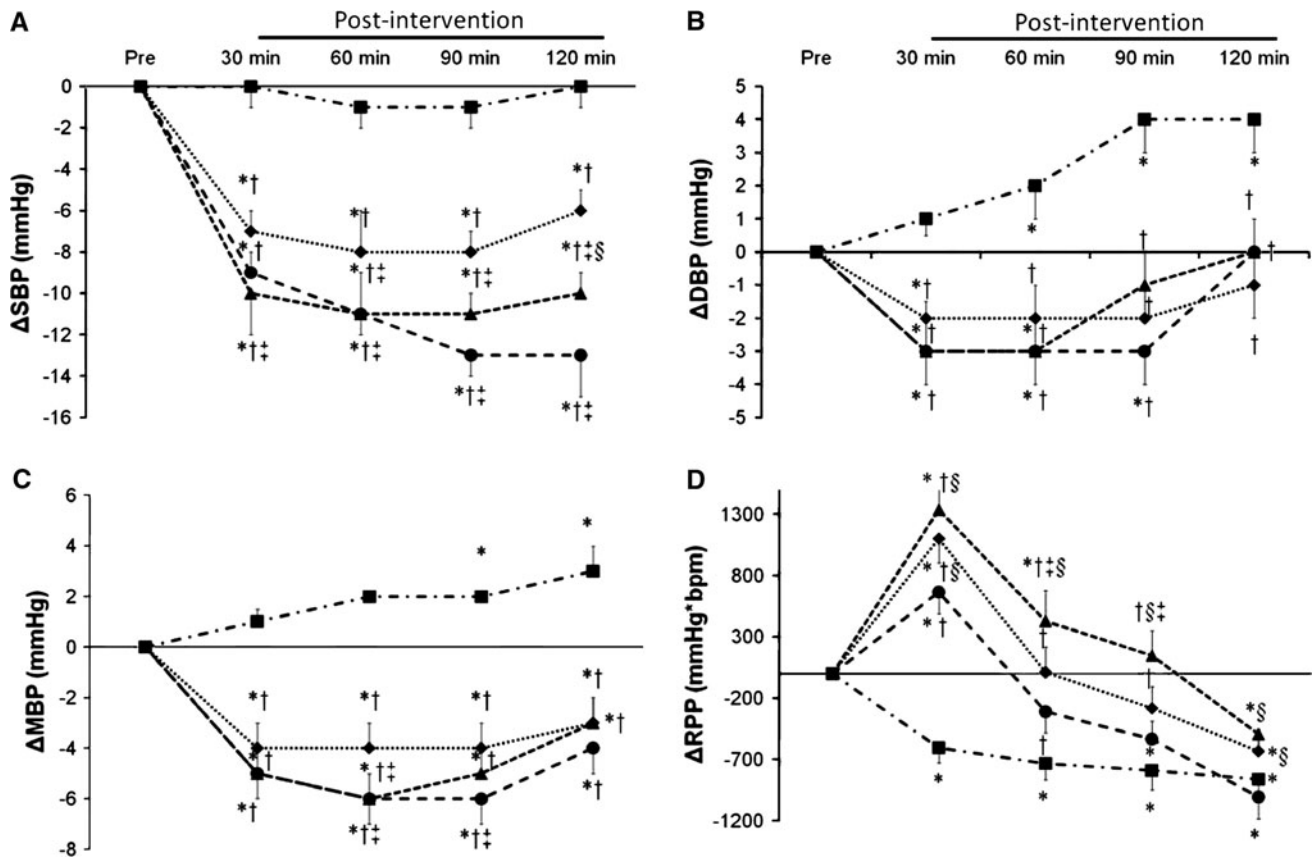 A
Post-intervention
Pre 30 min 60 min 90 min 120 min
0
-2
-4
-6
-8
-10
-12
-14
-16
ΔSBP (mmHg)
*† *† *† *†
*† *†‡ *†‡ *†‡§
*†‡ *†‡ *†‡ *†‡
B
Post-intervention
Pre 30 min 60 min 90 min 120 min
5
4
3
2
1
0
-1
-2
-3
-4
-5
ΔDBP (mmHg)
* * *
† † †
*† † † †
*† *†
*† *† *†
C
6
4
2
0
-2
-4
-6
-8
ΔMBP (mmHg)
* *
*† *† *† *†
*† *†‡ *† *†
*† *†‡ *†‡ *†
D
1300
800
300
-200
-700
-1200
ΔRPP (mmHg*bpm)
*†§ *†‡§ †§‡ *§
*†§ † † *§
*† † * *
* * * *